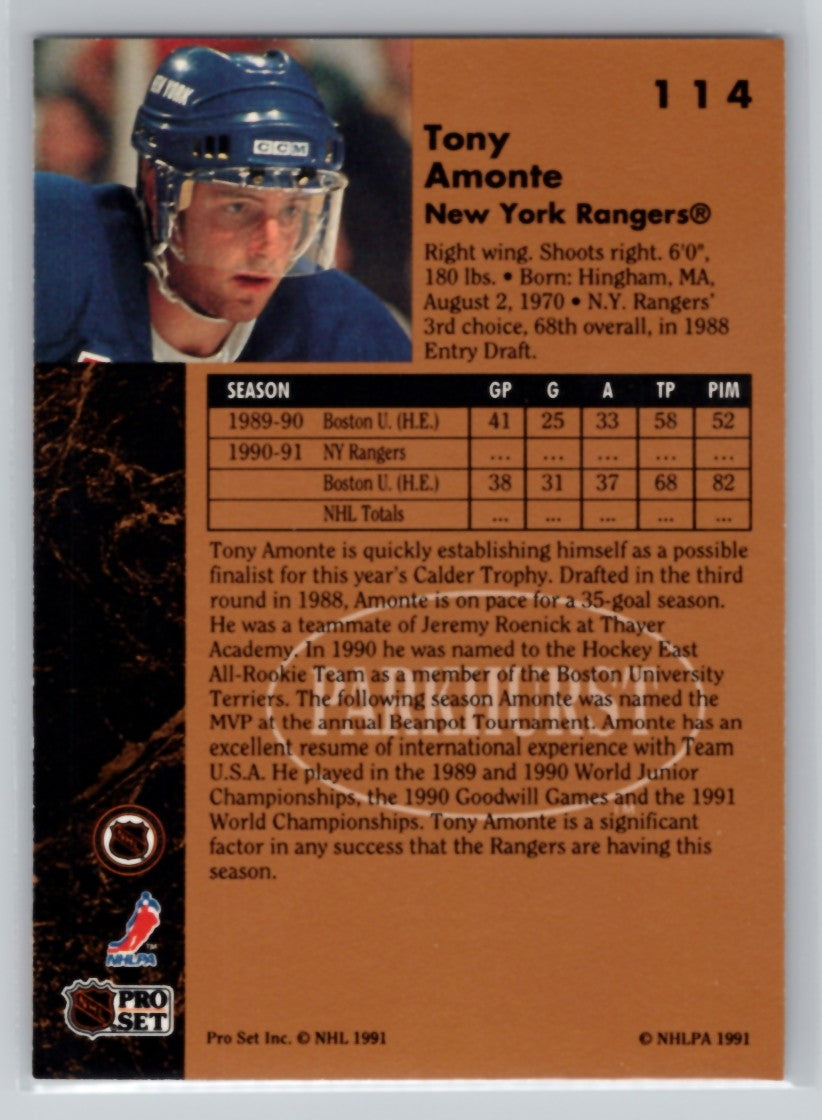 NEW YORK
CCM
114
Tony
Amonte
New York Rangers®
Right wing. Shoots right. 6'0",
180 lbs. • Born: Hingham, MA,
August 2, 1970 • N.Y. Rangers'
3rd choice, 68th overall, in 1988
Entry Draft.
SEASON GP G A TP PIM
1989-90 Boston U. (H.E.) 41 25 33 58 52
1990-91 NY Rangers ... ... ... ... ...
Boston U. (H.E.) 38 31 37 68 82
NHL Totals ... ... ... ... ...
Tony Amonte is quickly establishing himself as a possible
finalist for this year's Calder Trophy. Drafted in the third
round in 1988, Amonte is on pace for a 35-goal season.
He was a teammate of Jeremy Roenick at Thayer
Academy. In 1990 he was named to the Hockey East
All-Rookie Team as a member of the Boston University
Terriers. The following season Amonte was named the
MVP at the annual Beanpot Tournament. Amonte has an
excellent resume of international experience with Team
U.S.A. He played in the 1989 and 1990 World Junior
Championships, the 1990 Goodwill Games and the 1991
World Championships. Tony Amonte is a significant
factor in any success that the Rangers are having this
season.
PARKHURST
NHLPA™
PRO
SET
Pro Set Inc. © NHL 1991
© NHLPA 1991